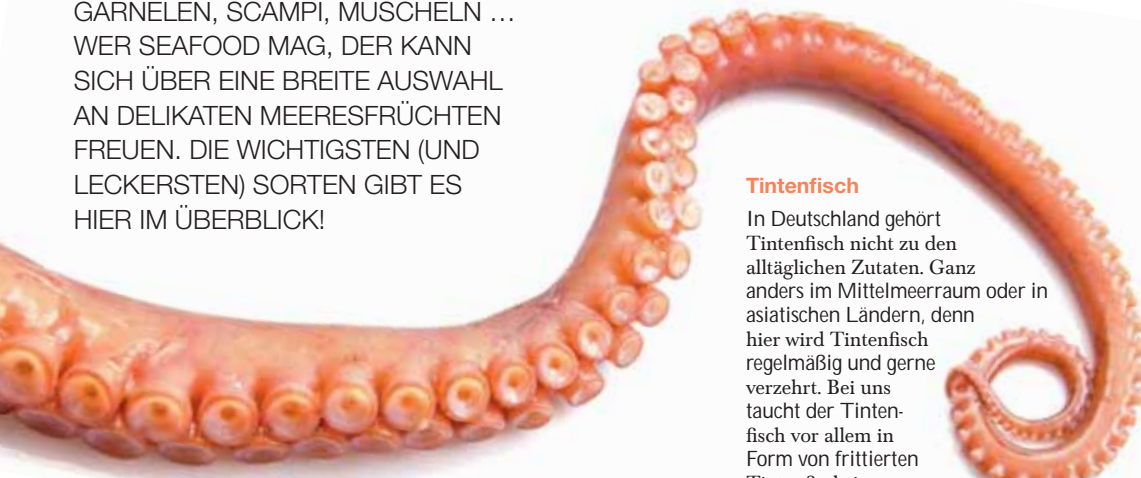 GARNELEN, SCAMPI, MUSCHELN …
WER SEAFOOD MAG, DER KANN
SICH ÜBER EINE BREITE AUSWAHL
AN DELIKATEN MEERESFRÜCHTEN
FREUEN. DIE WICHTIGSTEN (UND
LECKERSTEN) SORTEN GIBT ES
HIER IM ÜBERBLICK!
Tintenfisch
In Deutschland gehört
Tintenfisch nicht zu den
alltäglichen Zutaten. Ganz
anders im Mittelmeerraum oder in
asiatischen Ländern, denn
hier wird Tintenfisch
regelmäßig und gerne
verzehrt. Bei uns
taucht der Tinten-
fisch vor allem in
Form von frittierten